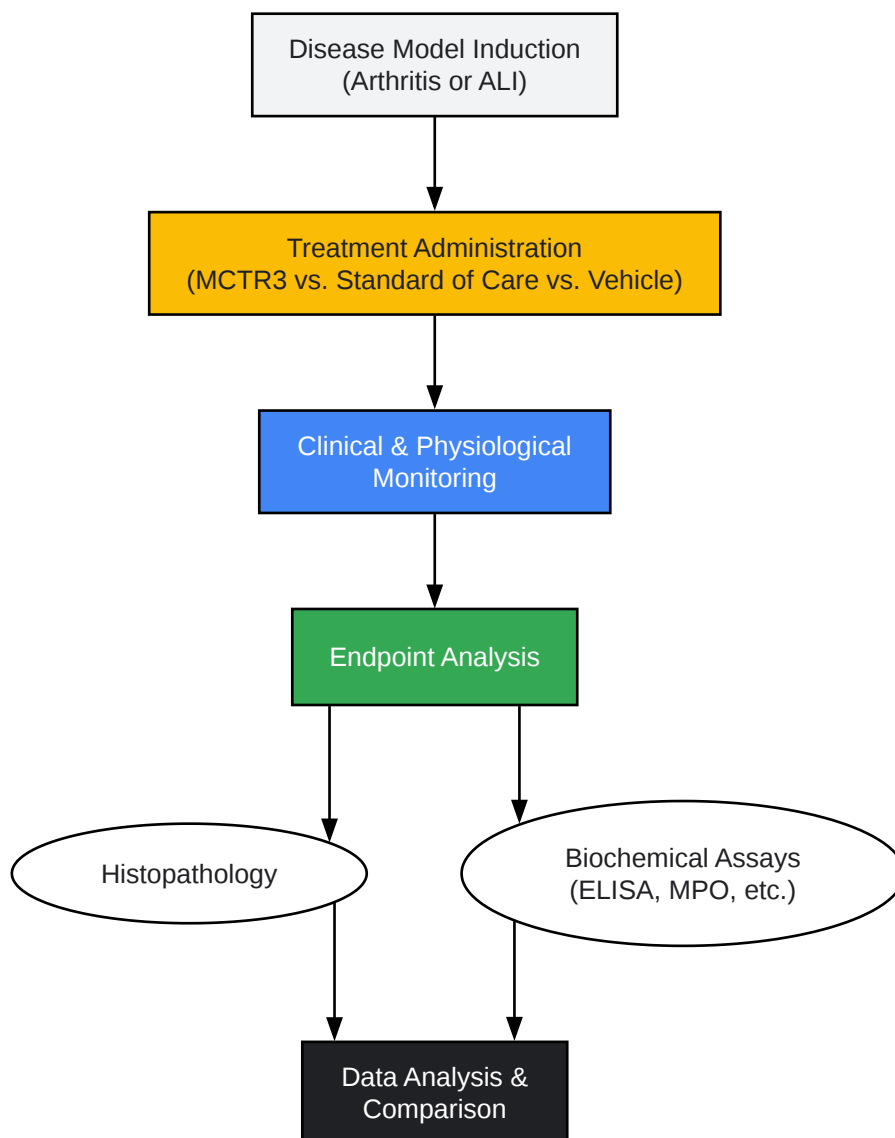 Disease Model Induction
(Arthritis or ALI)
Treatment Administration
(MCTR3 vs. Standard of Care vs. Vehicle)
Clinical & Physiological
Monitoring
Endpoint Analysis
Histopathology
Biochemical Assays
(ELISA, MPO, etc.)
Data Analysis &
Comparison